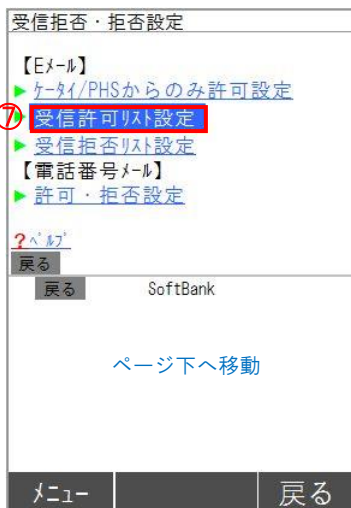 受信拒否・拒否設定
【Eﾒｰﾙ】
▶ ｹｰﾀｲ/PHSからのみ許可設定
⑦ 受信許可ﾘｽﾄ設定
▶ 受信拒否ﾘｽﾄ設定
【電話番号ﾒｰﾙ】
▶ 許可・拒否設定
?ﾍﾙﾌﾟ
戻る
戻る SoftBank
ページ下へ移動
ﾒﾆｭｰ 戻る